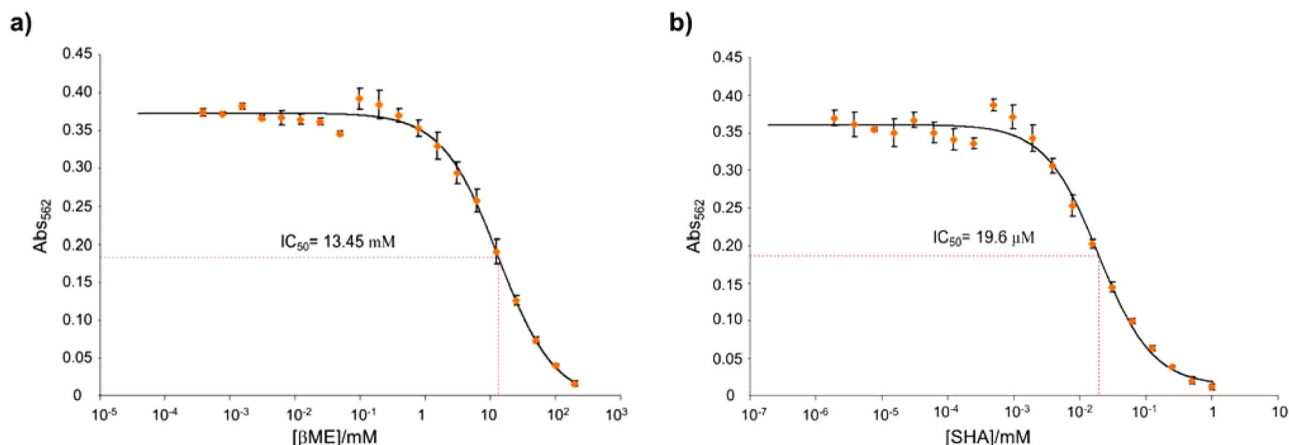 a)
0.45
0.40
0.35
0.30
0.25
0.20
0.15
0.10
0.05
0
Abs₅₆₂
IC₅₀= 13.45 mM
10⁻⁵ 10⁻⁴ 10⁻³ 10⁻² 10⁻¹ 1 10 10² 10³
[βME]/mM
b)
0.45
0.40
0.35
0.30
0.25
0.20
0.15
0.10
0.05
0
Abs₅₆₂
IC₅₀= 19.6 µM
10⁻⁷ 10⁻⁶ 10⁻⁵ 10⁻⁴ 10⁻³ 10⁻² 10⁻¹ 1 10
[SHA]/mM